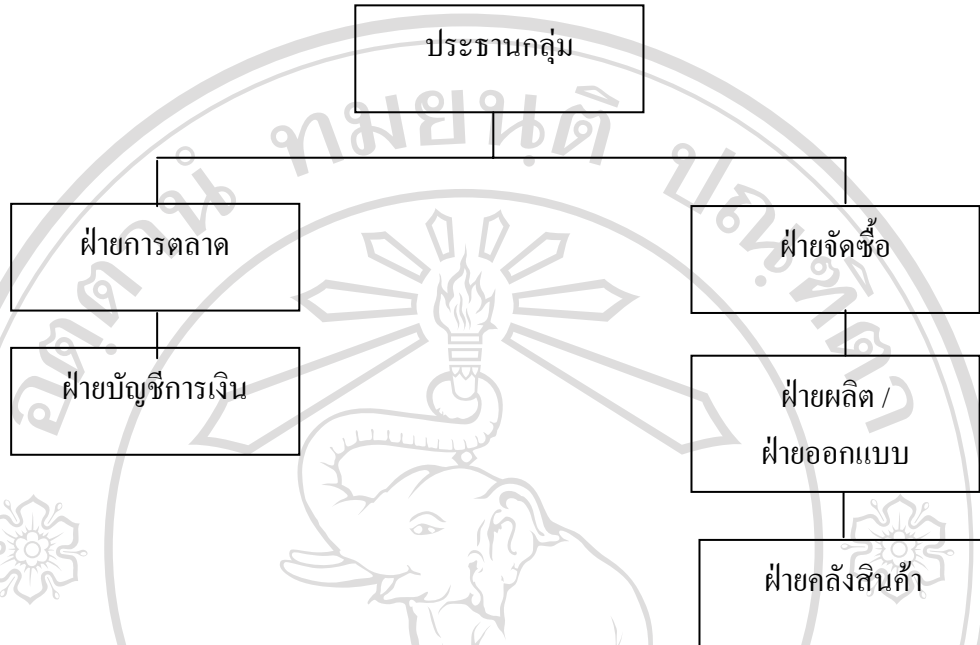 ประธานกลุ่ม
ฝ่ายการตลาด
ฝ่ายจัดซื้อ
ฝ่ายบัญชีการเงิน
ฝ่ายผลิต /
ฝ่ายออกแบบ
ฝ่ายคลังสินค้า